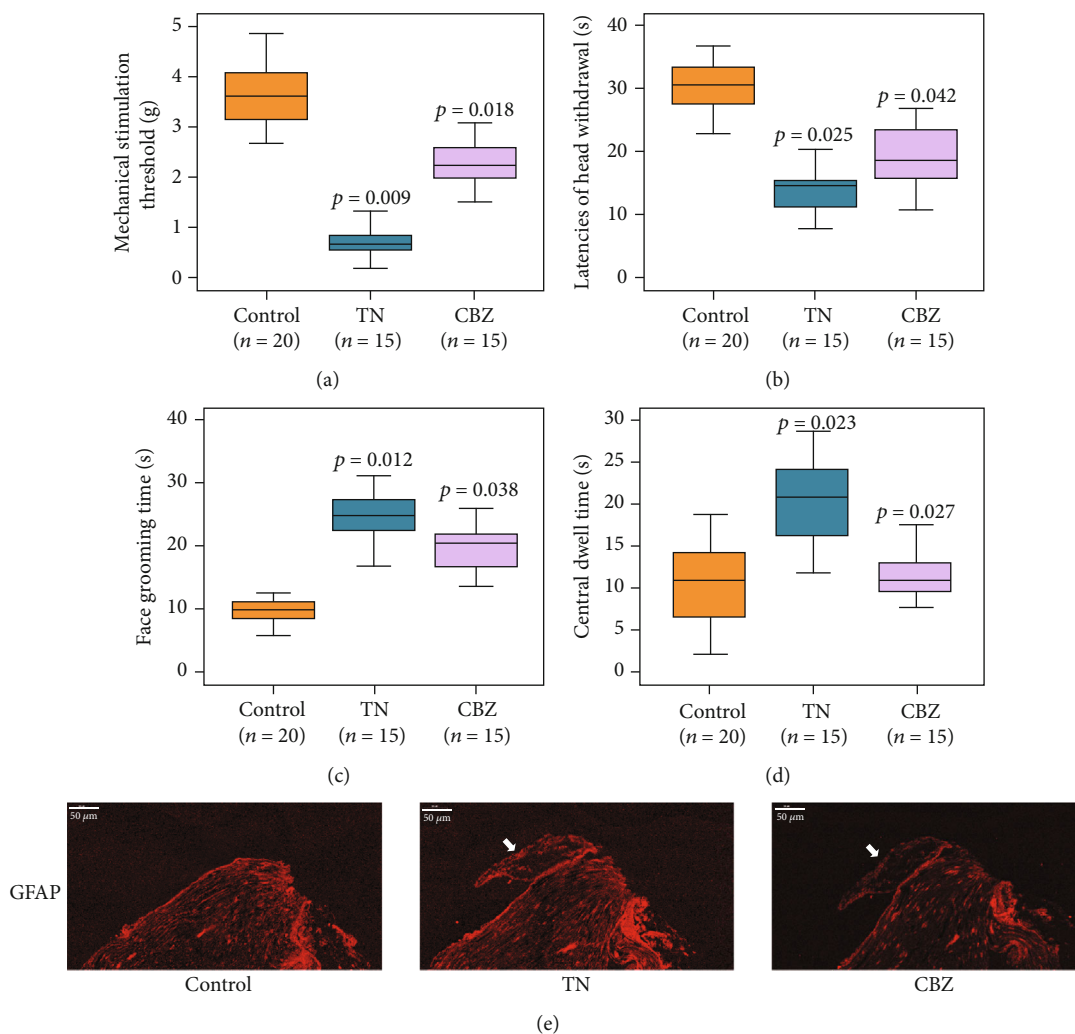 Mechanical stimulation
threshold (g)
5
4
3
2
1
0
p = 0.009
p = 0.018
Control
(n = 20)
TN
(n = 15)
CBZ
(n = 15)
(a)
Latencies of head withdrawal (s)
40
30
20
10
0
p = 0.025
p = 0.042
Control
(n = 20)
TN
(n = 15)
CBZ
(n = 15)
(b)
Face grooming time (s)
40
30
20
10
0
p = 0.012
p = 0.038
Control
(n = 20)
TN
(n = 15)
CBZ
(n = 15)
(c)
Central dwell time (s)
30
25
20
15
10
5
0
p = 0.023
p = 0.027
Control
(n = 20)
TN
(n = 15)
CBZ
(n = 15)
(d)
GFAP
50 μm
Control
50 μm
TN
50 μm
CBZ
(e)